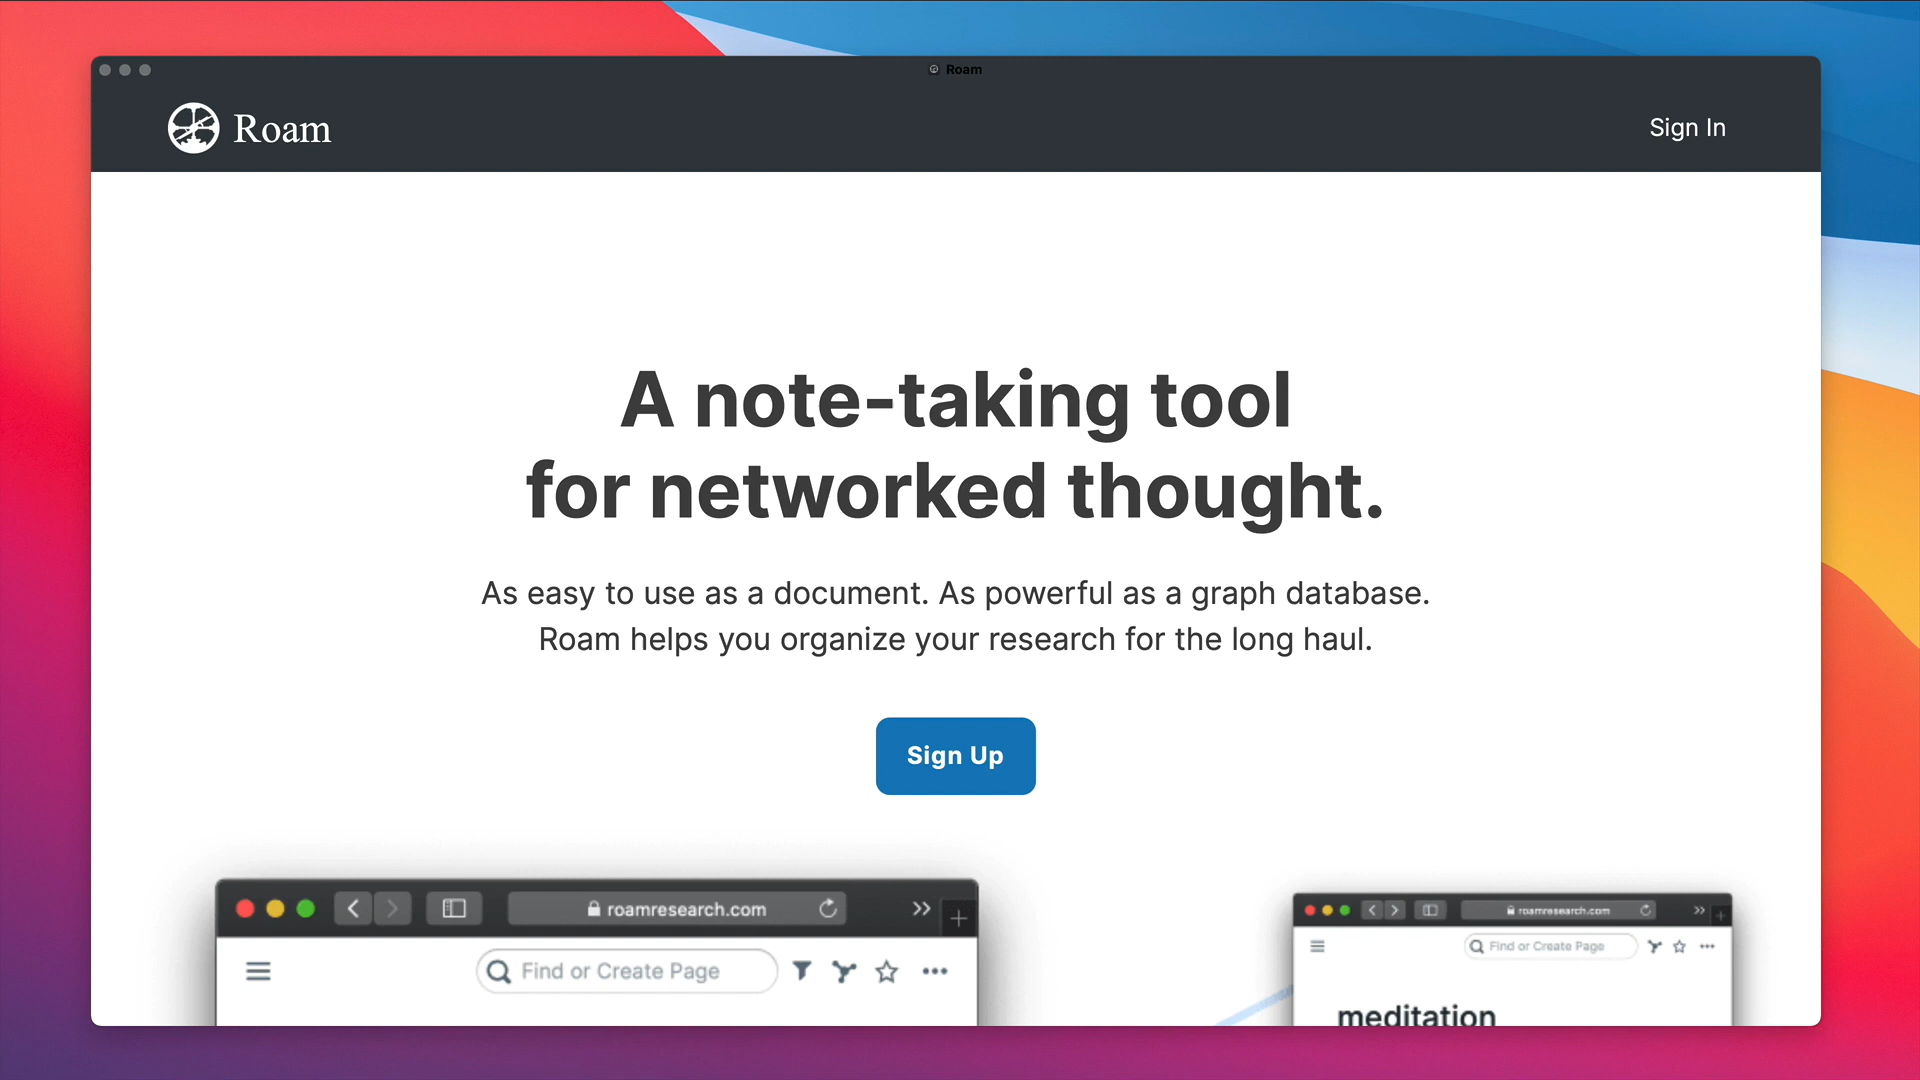 Roam
Roam
Sign In
A note-taking tool
for networked thought.
As easy to use as a document. As powerful as a graph database.
Roam helps you organize your research for the long haul.
Sign Up
roamresearch.com
Find or Create Page
roamresearch.com
Find or Create Page
meditation